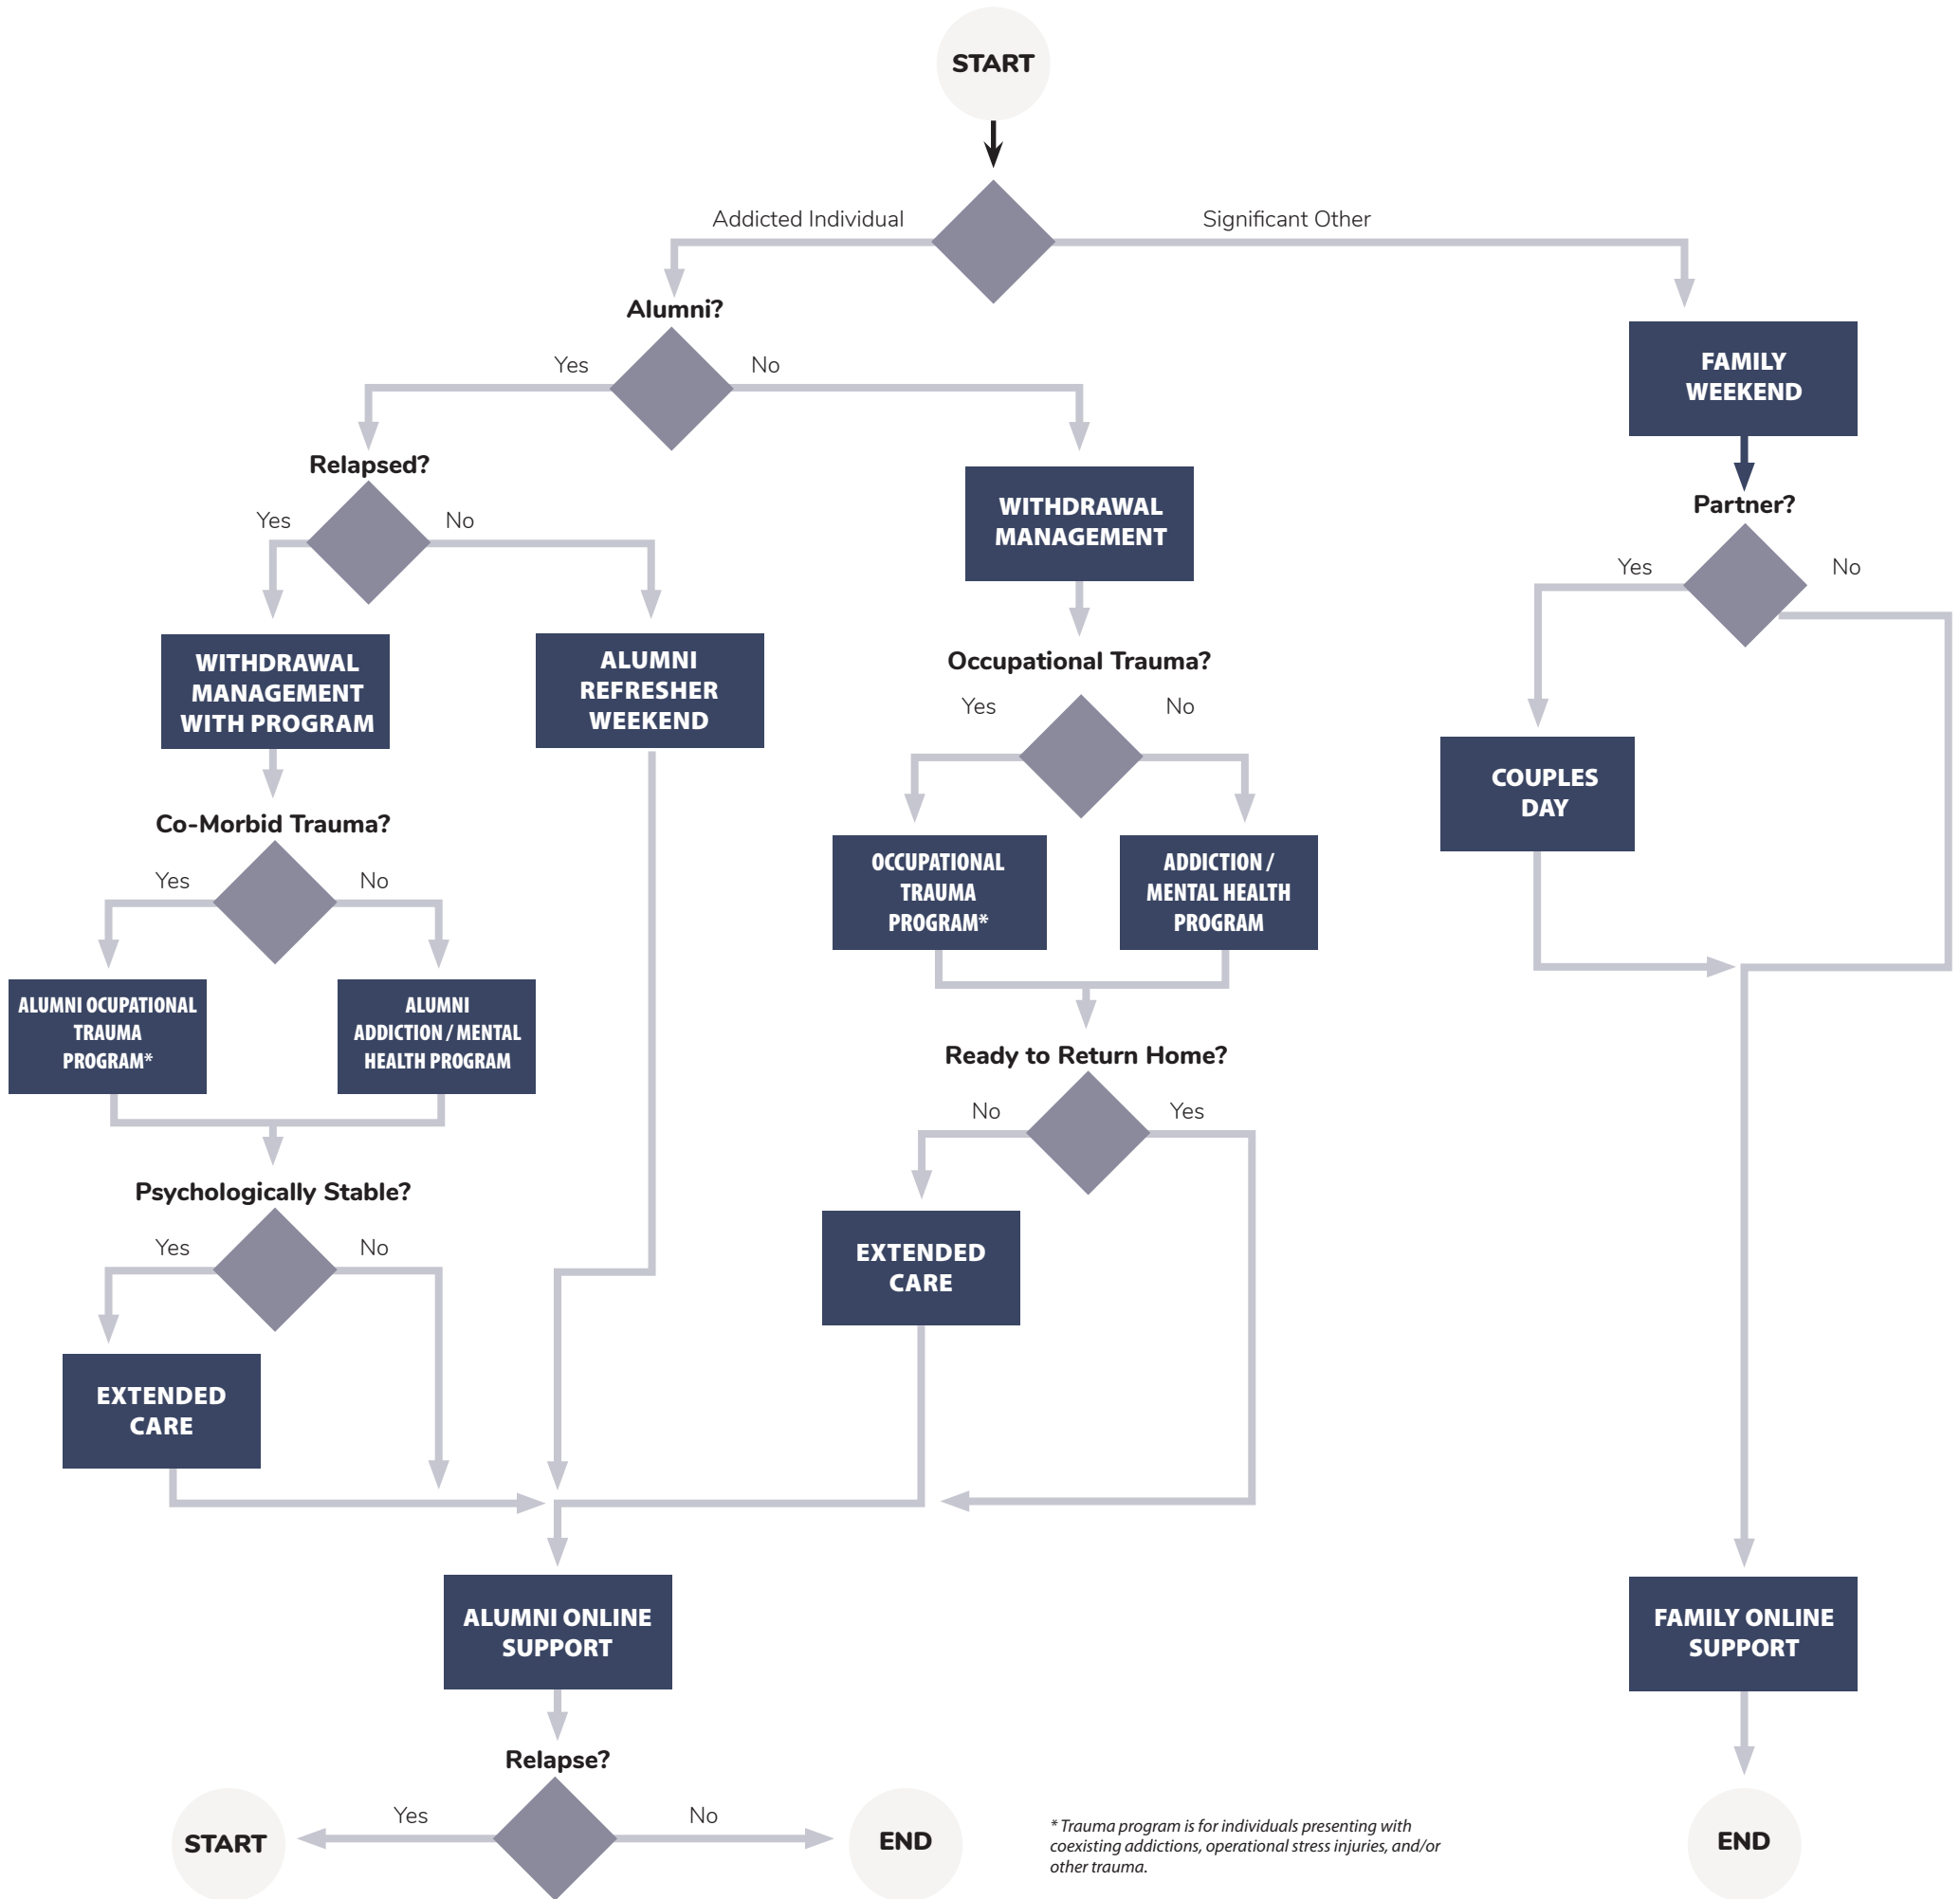 START
Addicted Individual
Significant Other
Alumni?
Yes
No
FAMILY
WEEKEND
Relapsed?
Yes
No
WITHDRAWAL
MANAGEMENT
Partner?
Yes
No
WITHDRAWAL
MANAGEMENT
WITH PROGRAM
ALUMNI
REFRESHER
WEEKEND
Occupational Trauma?
Yes
No
COUPLES
DAY
Co-Morbid Trauma?
Yes
No
OCCUPATIONAL
TRAUMA
PROGRAM*
ADDICTION /
MENTAL HEALTH
PROGRAM
ALUMNI OCUPATIONAL
TRAUMA
PROGRAM*
ALUMNI
ADDICTION / MENTAL
HEALTH PROGRAM
Ready to Return Home?
No
Yes
Psychologically Stable?
Yes
No
EXTENDED
CARE
EXTENDED
CARE
ALUMNI ONLINE
SUPPORT
FAMILY ONLINE
SUPPORT
Relapse?
Yes
No
START
END
* Trauma program is for individuals presenting with
coexisting addictions, operational stress injuries, and/or
other trauma.
END